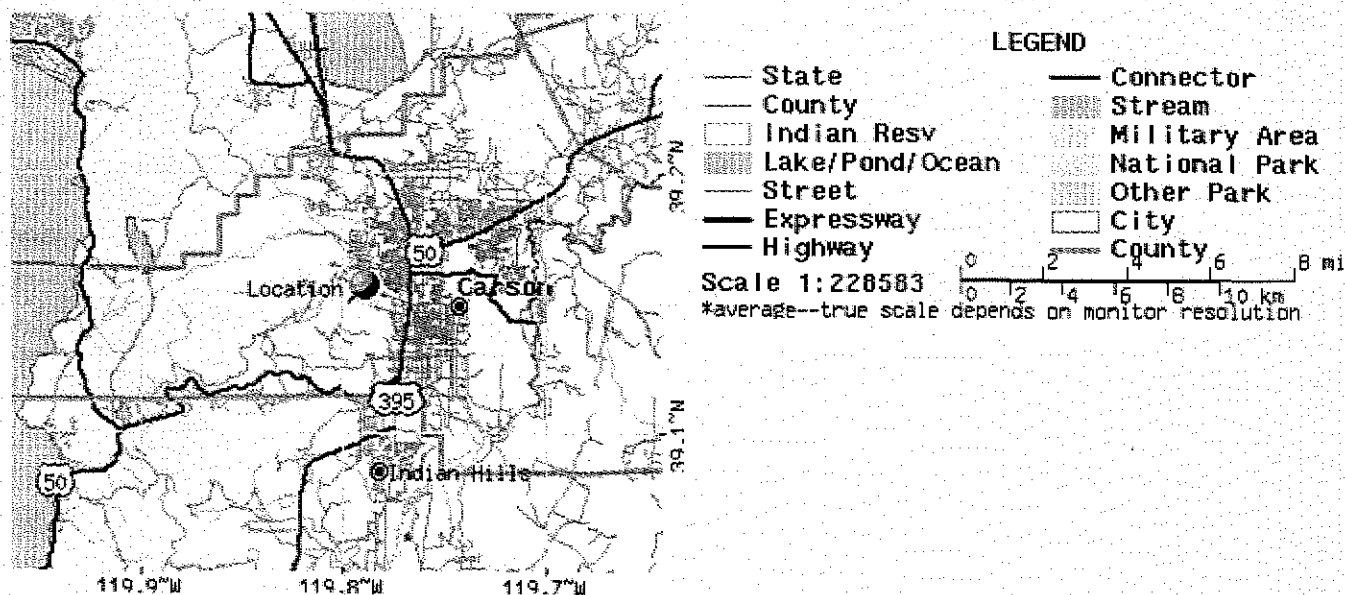 LEGEND
State
County
Indian Resv
Lake/Pond/Ocean
Street
Expressway
Highway
Connector
Stream
Military Area
National Park
Other Park
City
County
Scale 1:228583
0 2 4 6 8 mi
0 2 4 6 8 10 km
*average--true scale depends on monitor resolution
39.2~N
50
Location
Carson
395
39.1~N
50
Indian Hills
119.9~W 119.8~W 119.7~W